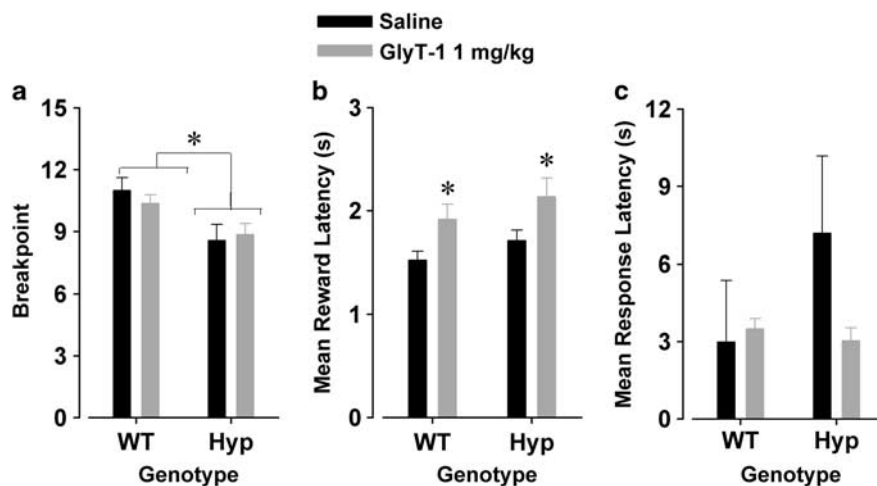 Saline
GlyT-1 1 mg/kg
a
Breakpoint
15
12
9
6
3
0
*
WT Hyp
Genotype
b
Mean Reward Latency (s)
3
2
1
0
* *
WT Hyp
Genotype
c
Mean Response Latency (s)
12
9
6
3
0
WT Hyp
Genotype